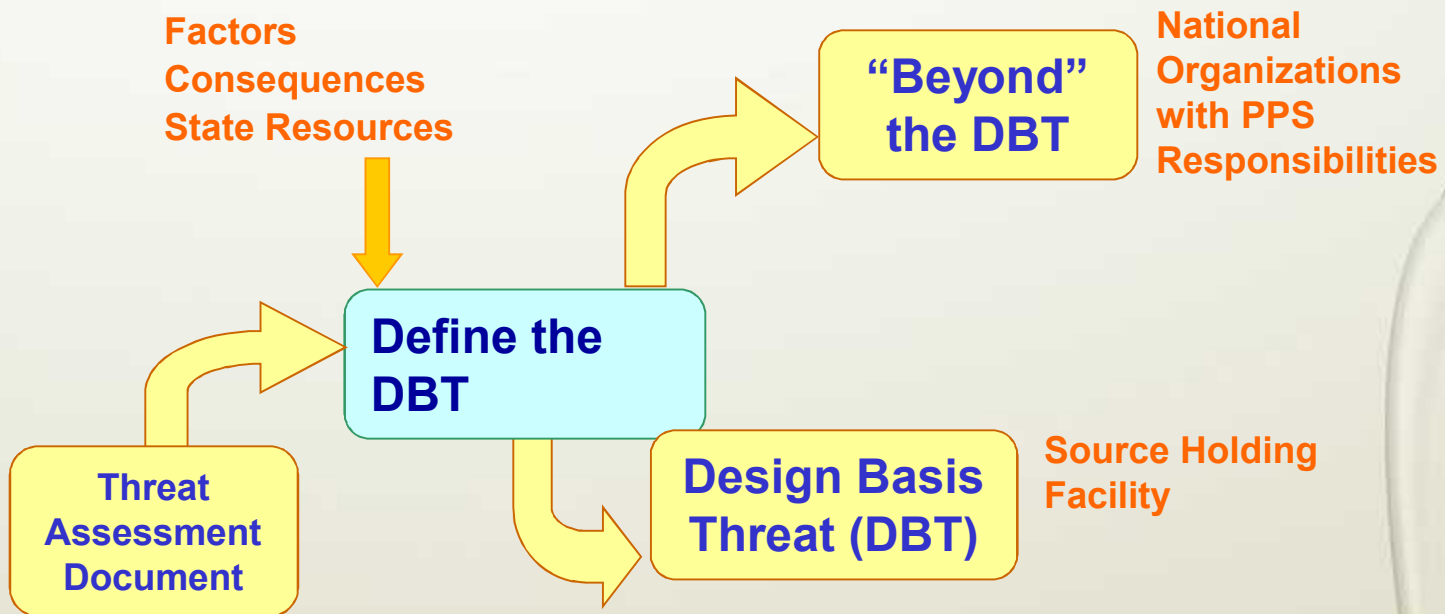 Factors
Consequences
State Resources
“Beyond”
the DBT
National
Organizations
with PPS
Responsibilities
Define the
DBT
Threat
Assessment
Document
Design Basis
Threat (DBT)
Source Holding
Facility